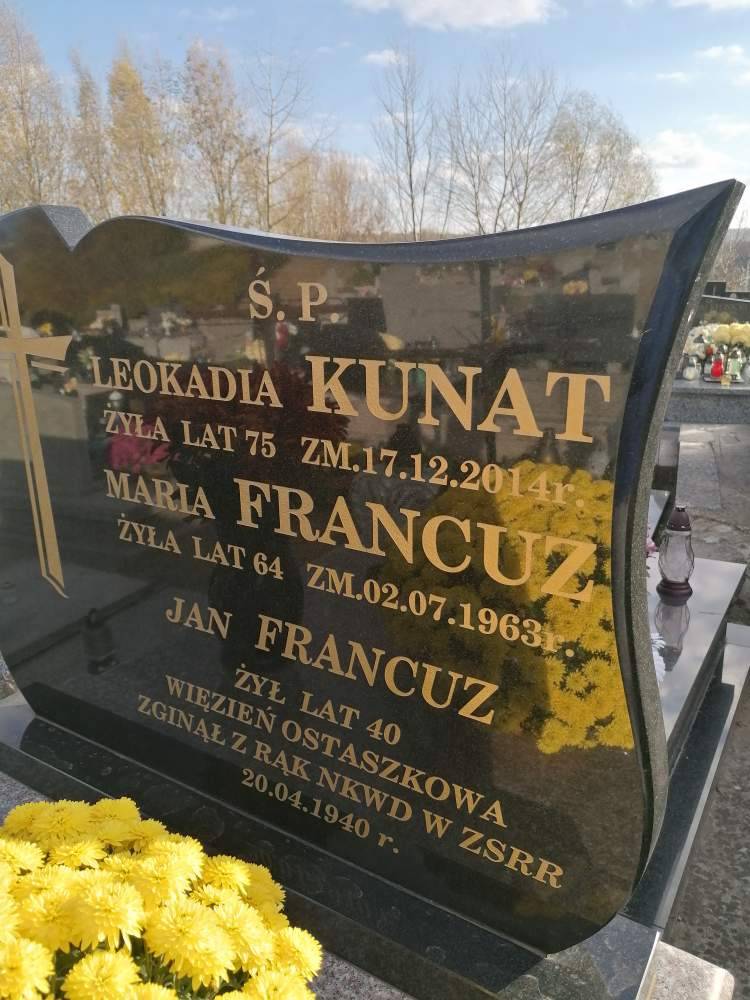 Ś. P
LEOKADIA KUNAT
ŻYŁA LAT 75 ZM.17.12.2014r.
MARIA FRANCUZ
ŻYŁA LAT 64 ZM.02.07.1963r.
JAN FRANCUZ
ŻYŁ LAT 40
WIEZIEŃ OSTASZKOWA
ZGINĄŁ Z RĄK NKWD W ZSRR
20.04.1940 r.